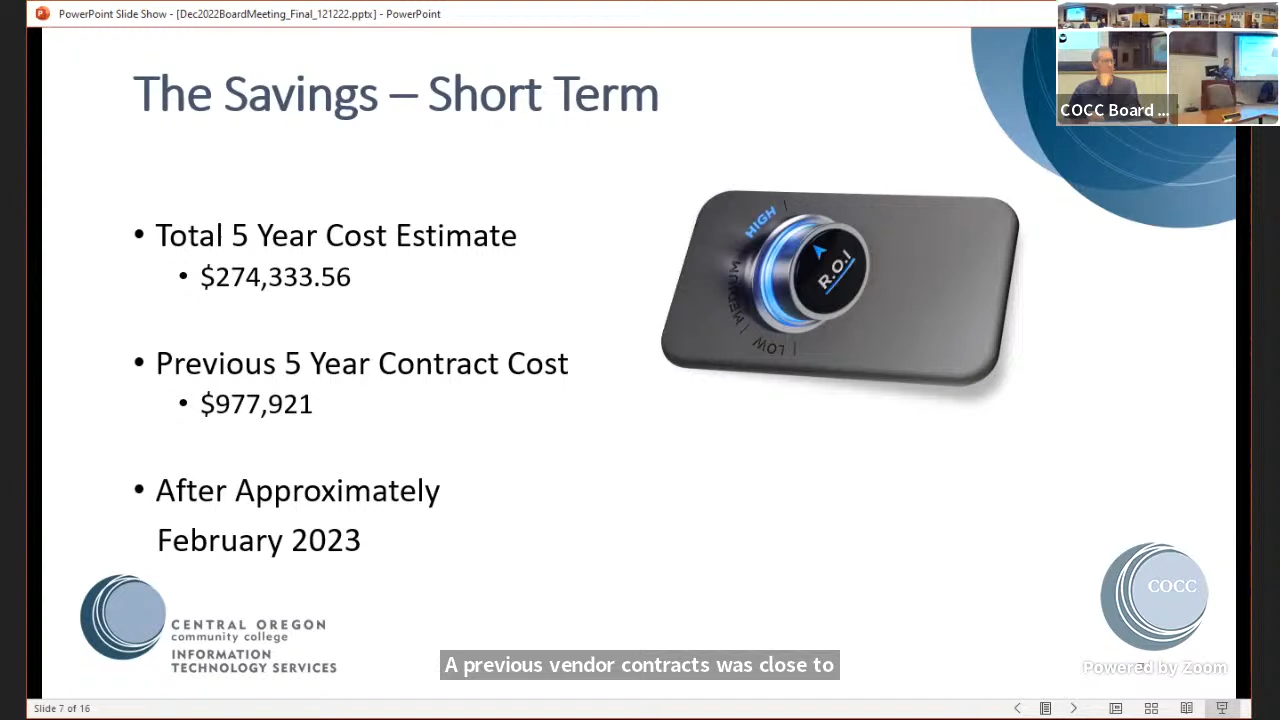 PowerPoint Slide Show - [Dec2022BoardMeeting_Final_121222.pptx] - PowerPoint
COCC Board ...
The Savings – Short Term
• Total 5 Year Cost Estimate
• $274,333.56
• Previous 5 Year Contract Cost
• $977,921
• After Approximately
February 2023
HIGH
MEDIUM
LOW
R.O.I
CENTRAL OREGON
community college
INFORMATION
TECHNOLOGY SERVICES
COCC
A previous vendor contracts was close to
Powered by Zoom
Slide 7 of 16